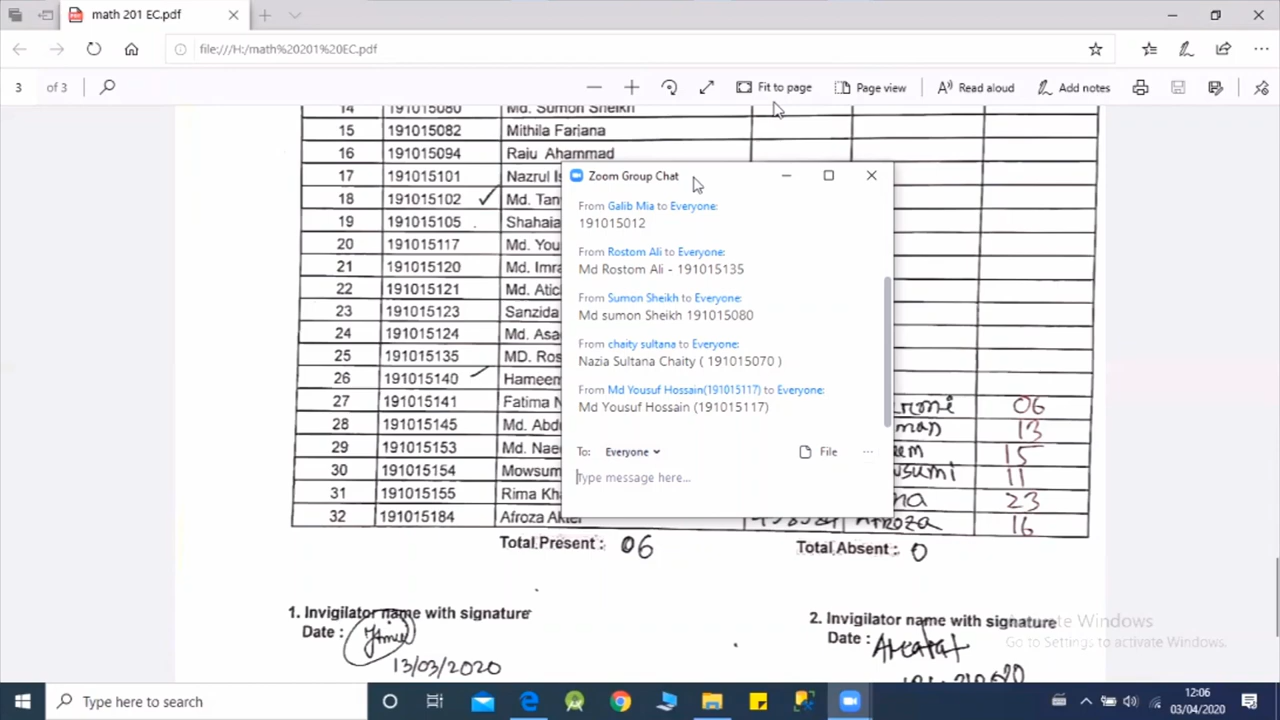 math 201 EC.pdf
file:///H:/math%20201%20EC.pdf
3 of 3 Fit to page Page view Read aloud Add notes
14 191015080 Md. Sumon Sheikh
15 191015082 Mithila Farjana
16 191015094 Raju Ahammad
17 191015101 Nazrul
18 191015102 ✓ Md.
19 191015105 Shahaia
20 191015117 Md. You
21 191015120 Md. Imra
22 191015121 Md. Atic
23 191015123 Sanzida
24 191015124 Md. Asa
25 191015135 MD. Ros
26 191015140 Hameem
27 191015141 Fatima 06
28 191015145 Md. Abd 13
29 191015153 Md. Nae 15
30 191015154 Mowsum 11
31 191015155 Rima Kh 23
32 191015184 Afroza Akter Afroza 16
Total Present : 06 Total Absent : 0
1. Invigilator name with signature 2. Invigilator name with signature
Date : Date :
13/03/2020
Zoom Group Chat
From Galib Mia to Everyone:
191015012
From Rostom Ali to Everyone:
Md Rostom Ali - 191015135
From Sumon Sheikh to Everyone:
Md sumon Sheikh 191015080
From chaity sultana to Everyone:
Nazia Sultana Chaity ( 191015070 )
From Md Yousuf Hossain(191015117) to Everyone:
Md Yousuf Hossain (191015117)
To: Everyone File ...
Type message here...
Activate Windows
Go to Settings to activate Windows.
Type here to search
12:06
03/04/2020